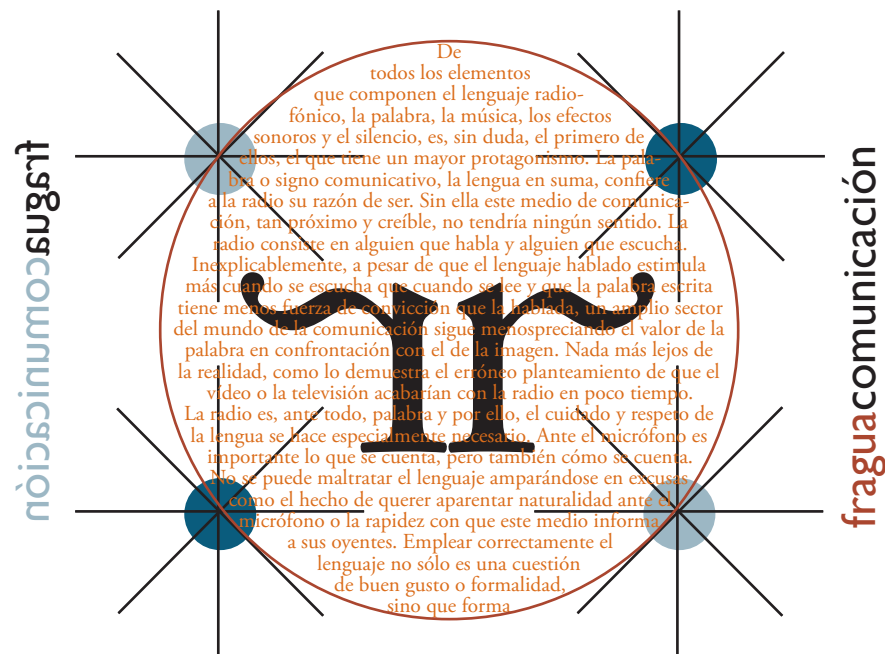 De
todos los elementos
que componen el lenguaje radio-
fónico, la palabra, la música, los efectos
sonoros y el silencio, es, sin duda, el primero de
ellos, el que tiene un mayor protagonismo. La pala-
bra o signo comunicativo, la lengua en suma, confiere
a la radio su razón de ser. Sin ella este medio de comunica-
ción, tan próximo y creíble, no tendría ningún sentido. La
radio consiste en alguien que habla y alguien que escucha.
Inexplicablemente, a pesar de que el lenguaje hablado estimula
más cuando se escucha que cuando se lee y que la palabra escrita
tiene menos fuerza de convicción que la hablada, un amplio sector
del mundo de la comunicación sigue menospreciando el valor de la
palabra en confrontación con el de la imagen. Nada más lejos de
la realidad, como lo demuestra el erróneo planteamiento de que el
vídeo o la televisión acabarían con la radio en poco tiempo.
La radio es, ante todo, palabra y por ello, el cuidado y respeto de
la lengua se hace especialmente necesario. Ante el micrófono es
importante lo que se cuenta, pero también cómo se cuenta.
No se puede maltratar el lenguaje amparándose en excusas
como el hecho de querer aparentar naturalidad ante el
micrófono o la rapidez con que este medio informa
a sus oyentes. Emplear correctamente el
lenguaje no sólo es una cuestión
de buen gusto o formalidad,
sino que forma
fraguacomunicación
fraguacomunicación